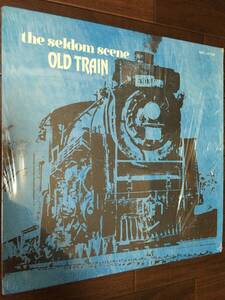 the seldom scene
OLD TRAIN